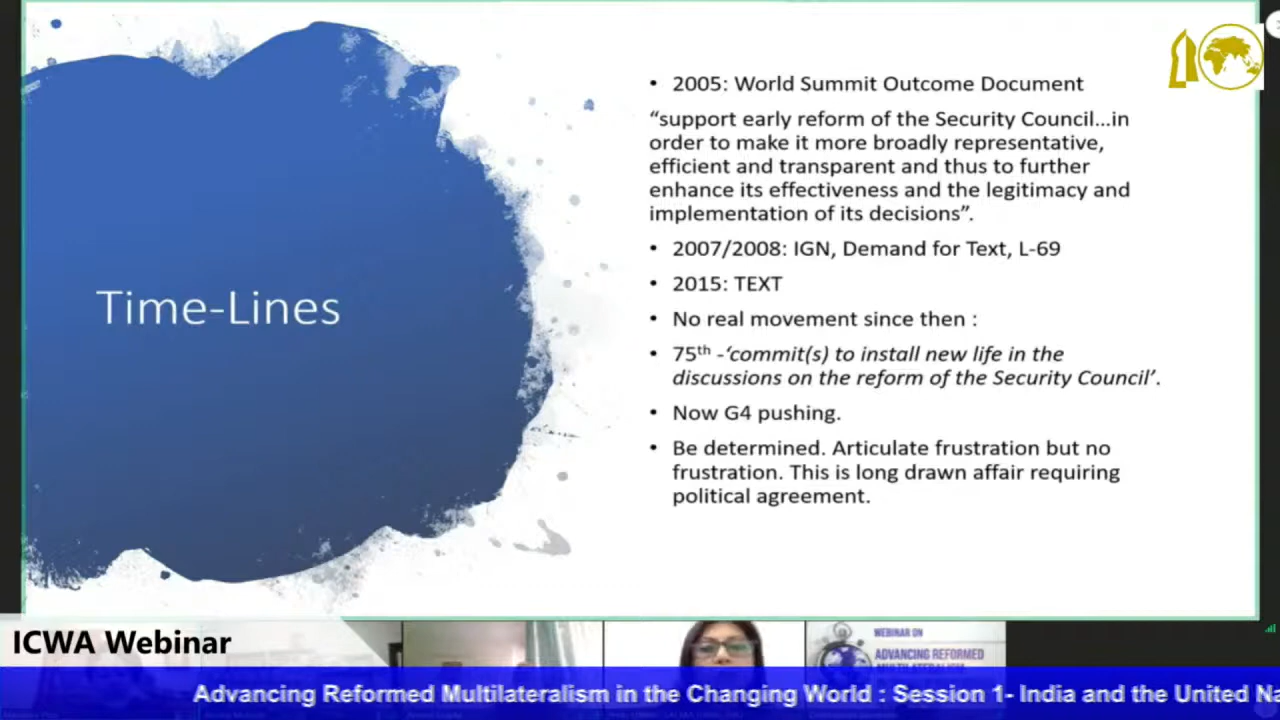 Time-Lines
• 2005: World Summit Outcome Document
“support early reform of the Security Council...in
order to make it more broadly representative,
efficient and transparent and thus to further
enhance its effectiveness and the legitimacy and
implementation of its decisions”.
• 2007/2008: IGN, Demand for Text, L-69
• 2015: TEXT
• No real movement since then :
• 75th -‘commit(s) to install new life in the
discussions on the reform of the Security Council’.
• Now G4 pushing.
• Be determined. Articulate frustration but no
frustration. This is long drawn affair requiring
political agreement.
ICWA Webinar
WEBINAR ON
ADVANCING REFORMED
Advancing Reformed Multilateralism in the Changing World : Session 1- India and the United Na